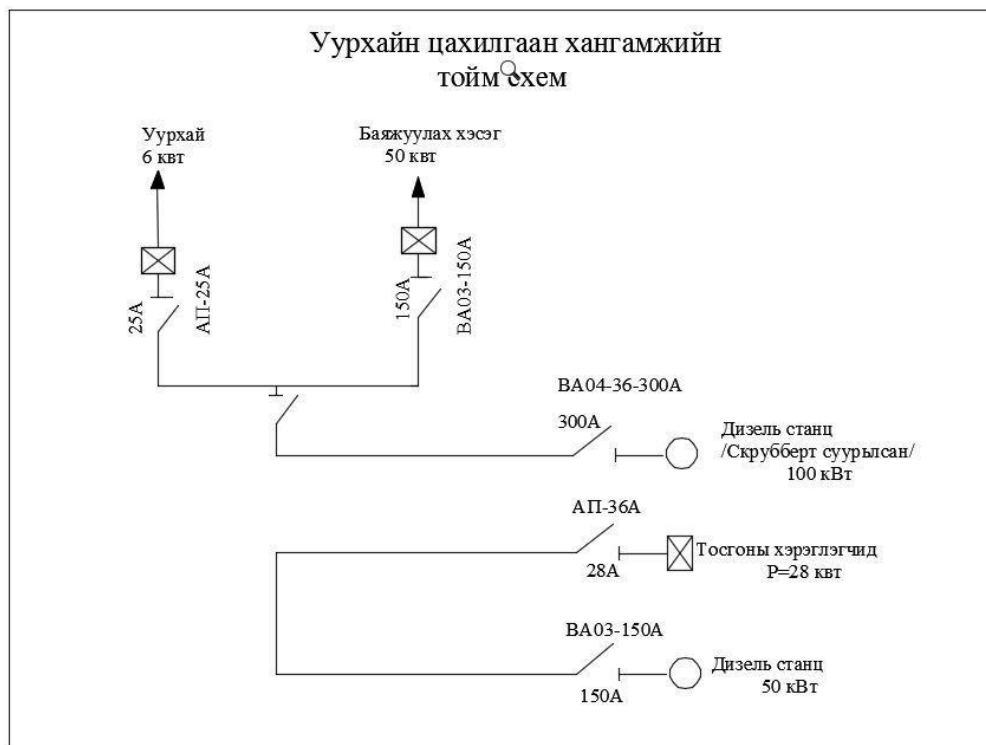 Уурхайн цахилгаан хангамжийн
тойм схем
Уурхай
6 квт
Баяжуулах хэсэг
50 квт
25А
АП-25А
150А
ВА03-150А
ВА04-36-300А
300А
Дизель станц
/Скрубберт суурьлсан/
100 кВт
АП-36А
28А
Тосгоны хэрэглэгчид
Р=28 квт
ВА03-150А
150А
Дизель станц
50 кВт